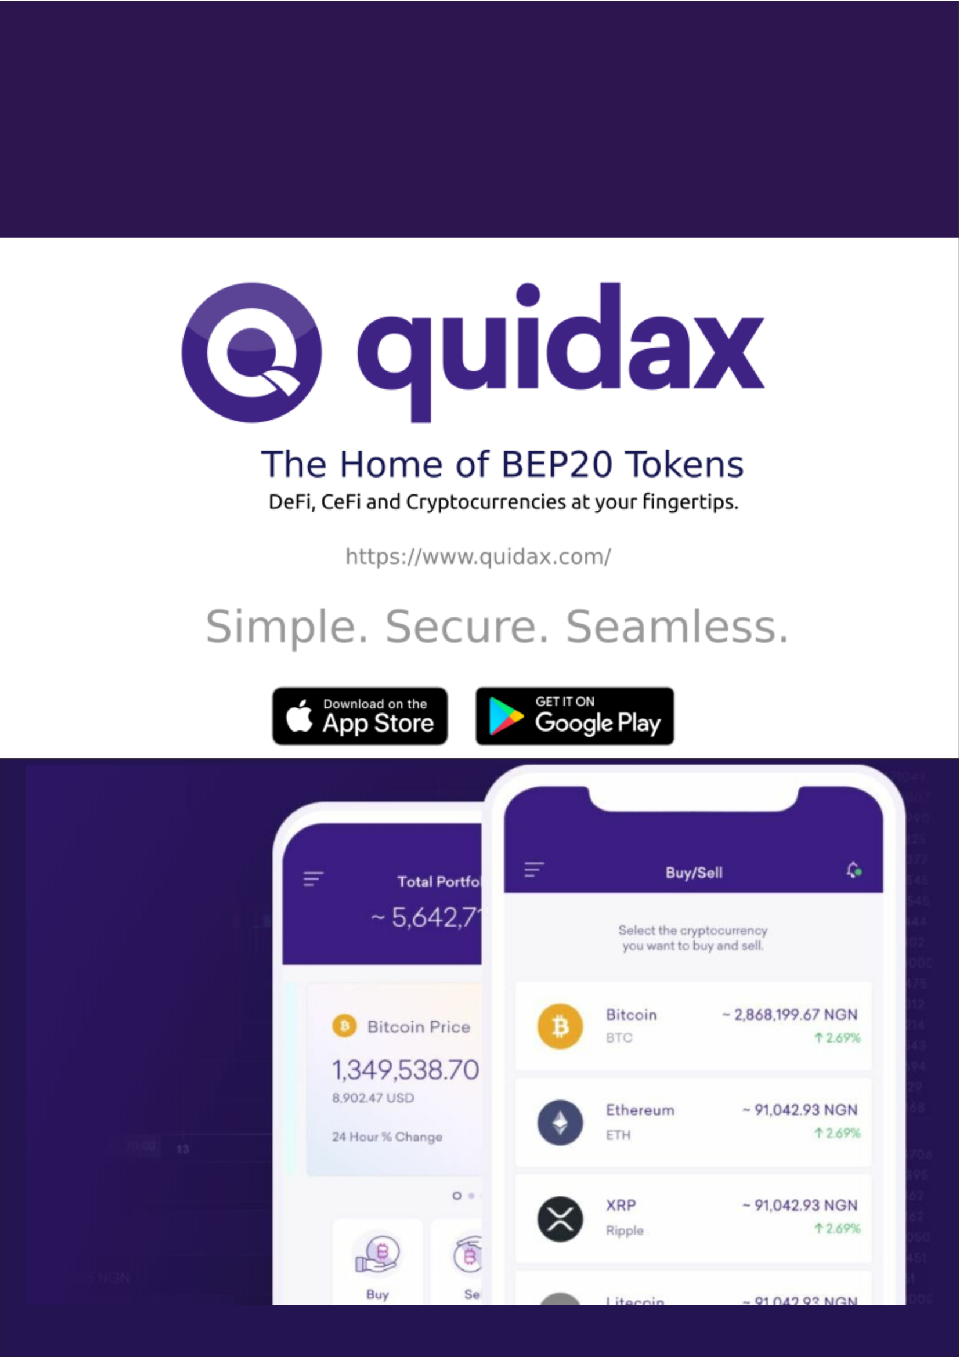 quidax
The Home of BEP20 Tokens
DeFi, CeFi and Cryptocurrencies at your fingertips.
https://www.quidax.com/
Simple. Secure. Seamless.
Download on the
App Store
GET IT ON
Google Play
Total Portfo
~ 5,642,7
Bitcoin Price
1,349,538.70
8,902.47 USD
24 Hour % Change
Buy
Se
Buy/Sell
Select the cryptocurrency
you want to buy and sell.
Bitcoin ~ 2,868,199.67 NGN
BTC ↑ 2.69%
Ethereum ~ 91,042.93 NGN
ETH ↑ 2.69%
XRP ~ 91,042.93 NGN
Ripple ↑ 2.69%
Litecoin ~ 91,042.93 NGN
13
NGN